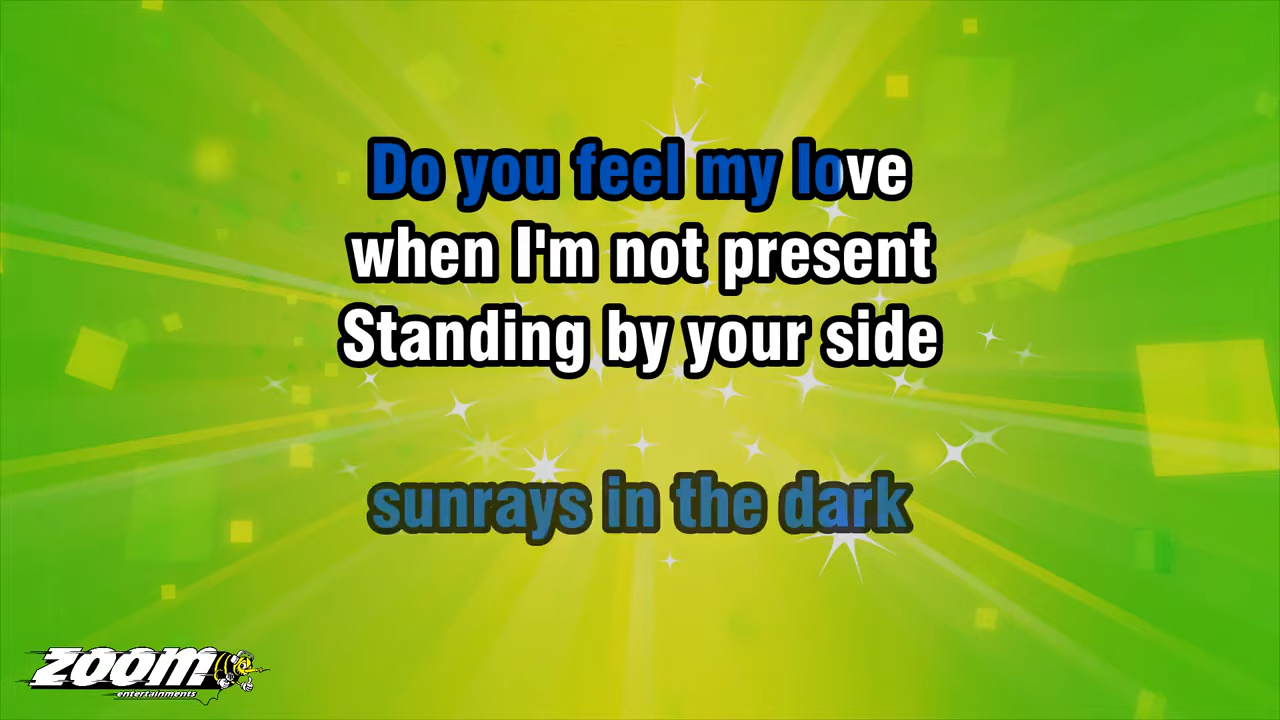 Do you feel my love
when I'm not present
Standing by your side
sunrays in the dark
ZOOM
entertainments